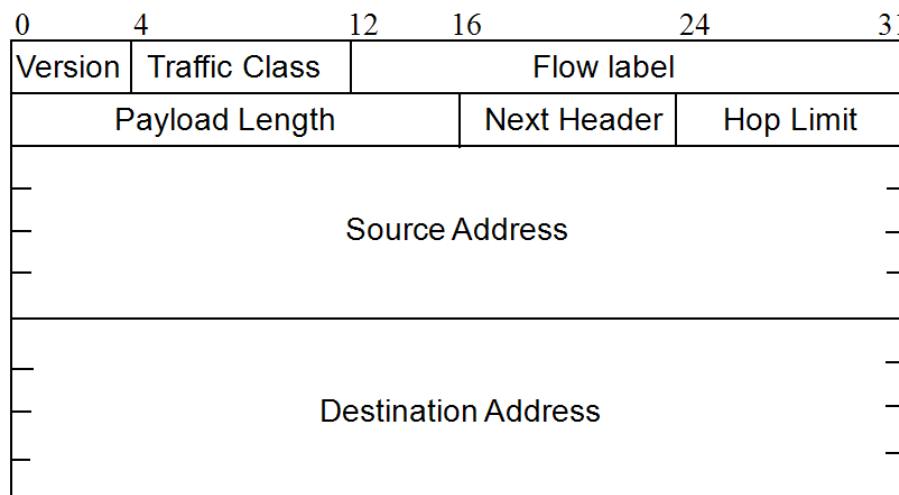 0 4 12 16 24 31
Version Traffic Class Flow label
Payload Length Next Header Hop Limit
Source Address
Destination Address